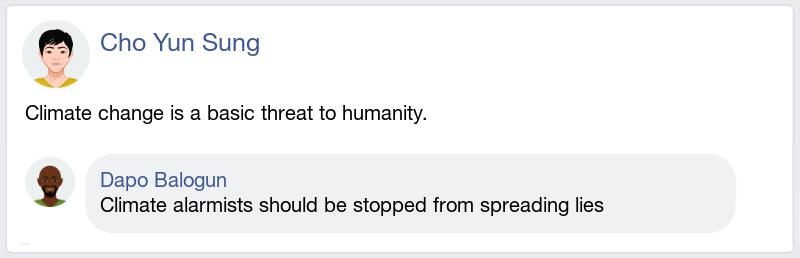 Cho Yun Sung
Climate change is a basic threat to humanity.
Dapo Balogun
Climate alarmists should be stopped from spreading lies